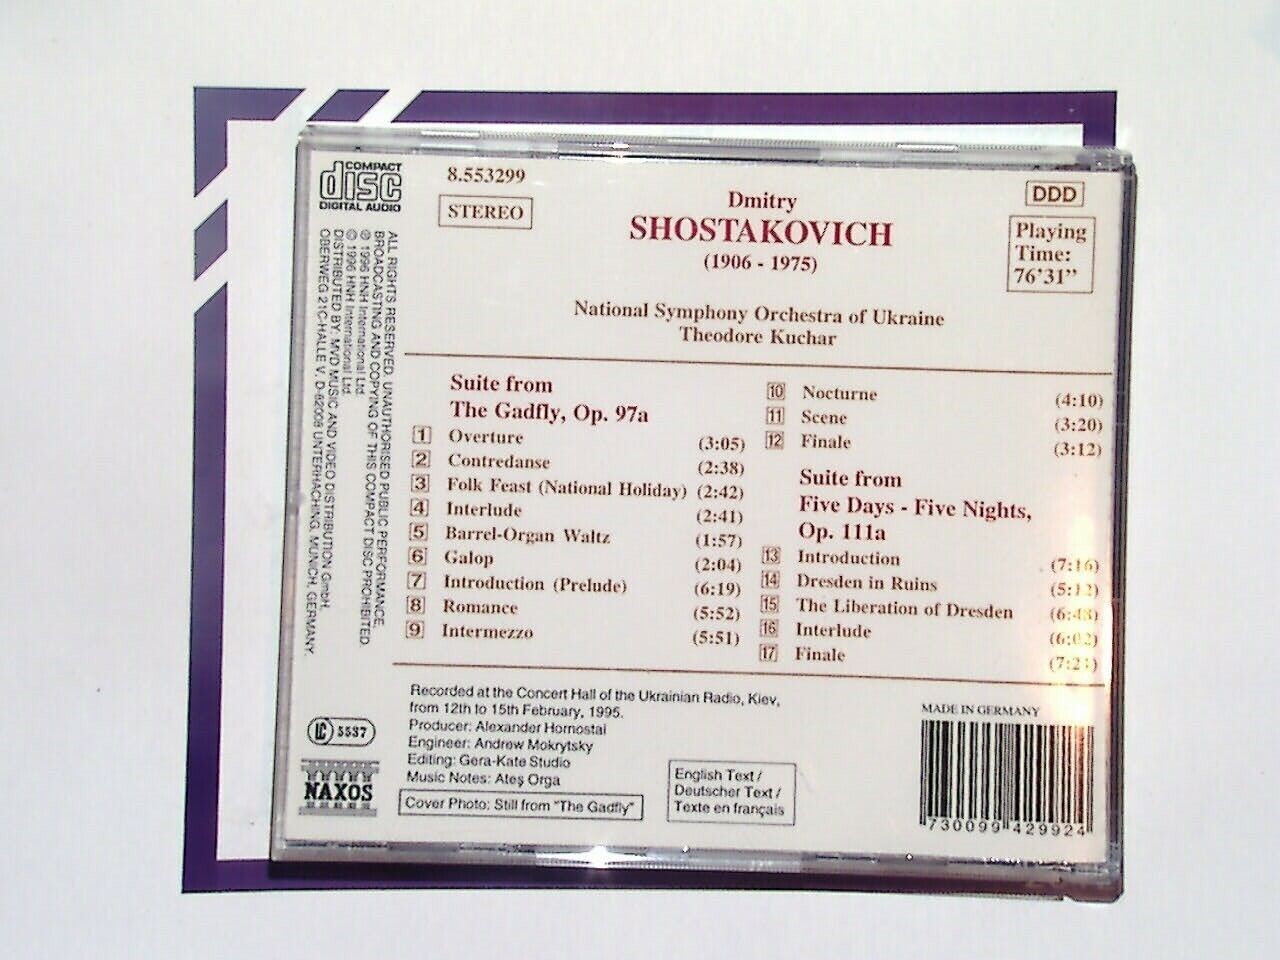 COMPACT
disc
DIGITAL AUDIO
8.553299
STEREO
Dmitry
SHOSTAKOVICH
(1906 - 1975)
DDD
Playing
Time:
76'31"
National Symphony Orchestra of Ukraine
Theodore Kuchar
Suite from
The Gadfly, Op. 97a
1 Overture (3:05)
2 Contredanse (2:38)
3 Folk Feast (National Holiday) (2:42)
4 Interlude (2:41)
5 Barrel-Organ Waltz (1:57)
6 Galop (2:04)
7 Introduction (Prelude) (6:19)
8 Romance (5:52)
9 Intermezzo (5:51)
10 Nocturne (4:10)
11 Scene (3:20)
12 Finale (3:12)
Suite from
Five Days - Five Nights,
Op. 111a
13 Introduction (7:16)
14 Dresden in Ruins (5:12)
15 The Liberation of Dresden (6:48)
16 Interlude (6:02)
17 Finale
Recorded at the Concert Hall of the Ukrainian Radio, Kiev,
from 12th to 15th February, 1995.
Producer: Alexander Hornostai
Engineer: Andrew Mokrytsky
Editing: Gera-Kate Studio
Music Notes: Ateş Orga
Cover Photo: Still from "The Gadfly"
English Text /
Deutscher Text /
Texte en français
MADE IN GERMANY
730099 429924
ALL RIGHTS RESERVED. UNAUTHORISED PUBLIC PERFORMANCE,
BROADCASTING AND COPYING OF THIS COMPACT DISC PROHIBITED.
℗ 1996 HNH International Ltd.
© 1996 HNH International Ltd.
DISTRIBUTED BY: MVD MUSIC AND VIDEO DISTRIBUTION GmbH,
OBERWEG 21C-HALLE V, D-82008 UNTERHACHING, MUNICH, GERMANY.
LC 5537
NAXOS